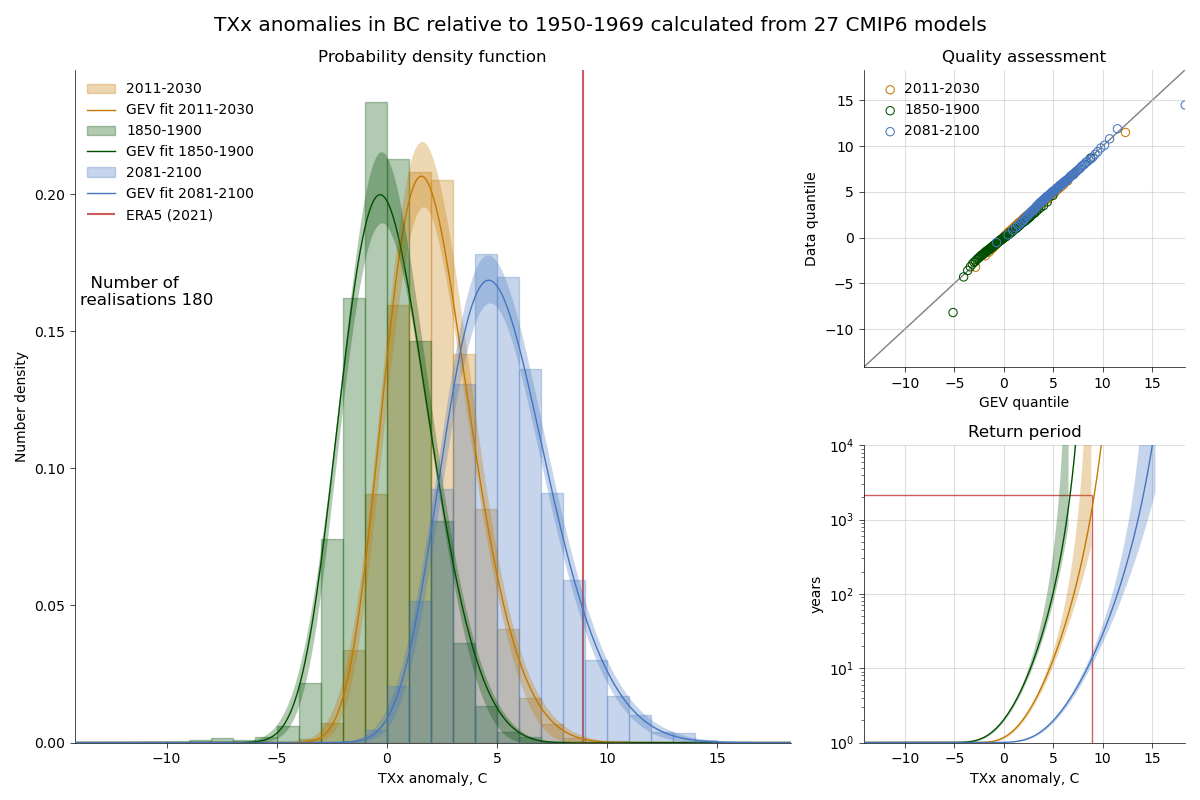 TXx anomalies in BC relative to 1950-1969 calculated from 27 CMIP6 models
Probability density function
2011-2030
GEV fit 2011-2030
1850-1900
GEV fit 1850-1900
2081-2100
GEV fit 2081-2100
ERA5 (2021)
Number of
realisations 180
Number density
0.20
0.15
0.10
0.05
0.00
−10
−5
0
5
10
15
TXx anomaly, C
Quality assessment
2011-2030
1850-1900
2081-2100
Data quantile
15
10
5
0
−5
−10
−10
−5
0
5
10
15
GEV quantile
Return period
years
10⁴
10³
10²
10¹
10⁰
−10
−5
0
5
10
15
TXx anomaly, C